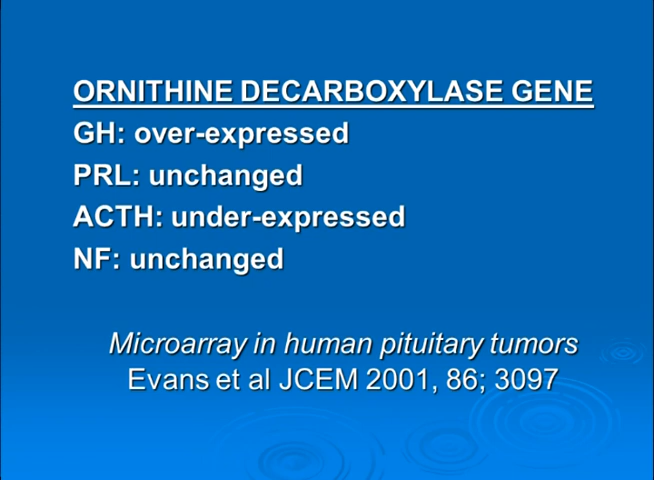 ORNITHINE DECARBOXYLASE GENE
GH: over-expressed
PRL: unchanged
ACTH: under-expressed
NF: unchanged
Microarray in human pituitary tumors
Evans et al JCEM 2001, 86; 3097